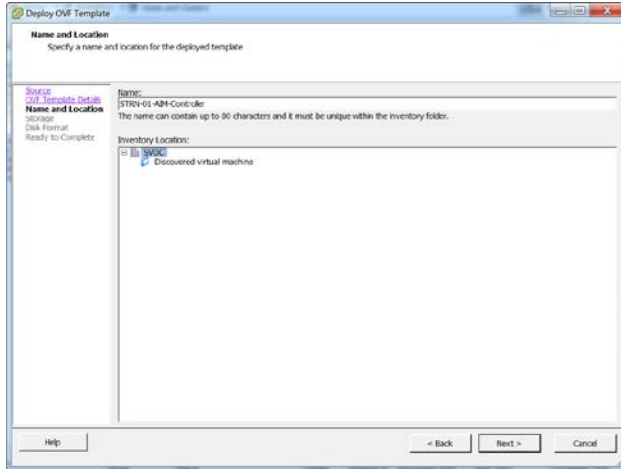 Deploy OVF Template
Name and Location
Specify a name and location for the deployed template
Source
OVF Template Details
Name and Location
Storage
Disk Format
Ready to Complete
Name:
STRN-01-AIM-Controller
The name can contain up to 80 characters and it must be unique within the inventory folder.
Inventory Location:
SVDC
Discovered virtual machine
Help
< Back
Next >
Cancel